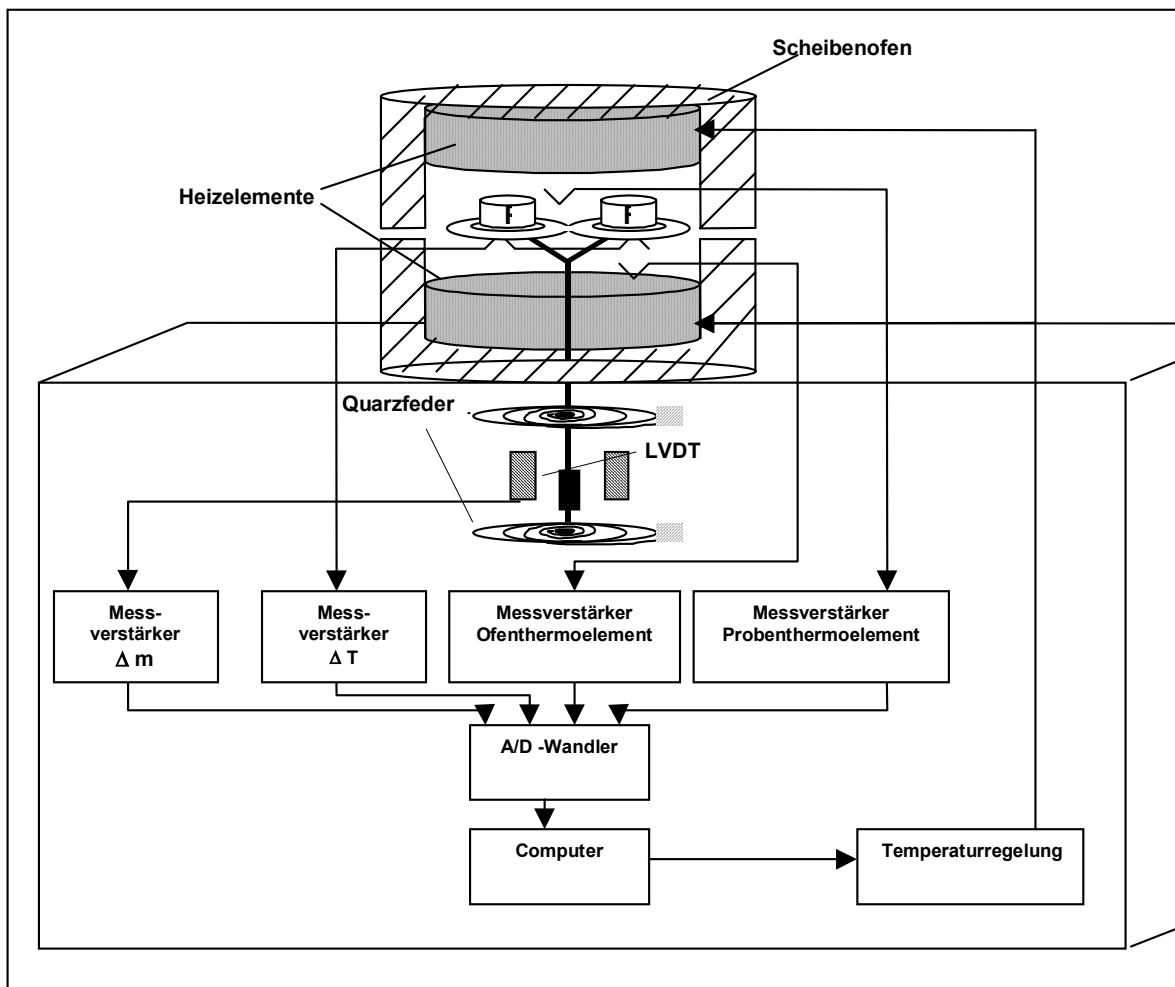 Scheibenofen
Heizelemente
F
F
Quarzfeder
LVDT
Mess-
verstärker
Δ m
Mess-
verstärker
Δ T
Messverstärker
Ofenthermoelement
Messverstärker
Probenthermoelement
A/D -Wandler
Computer
Temperaturregelung